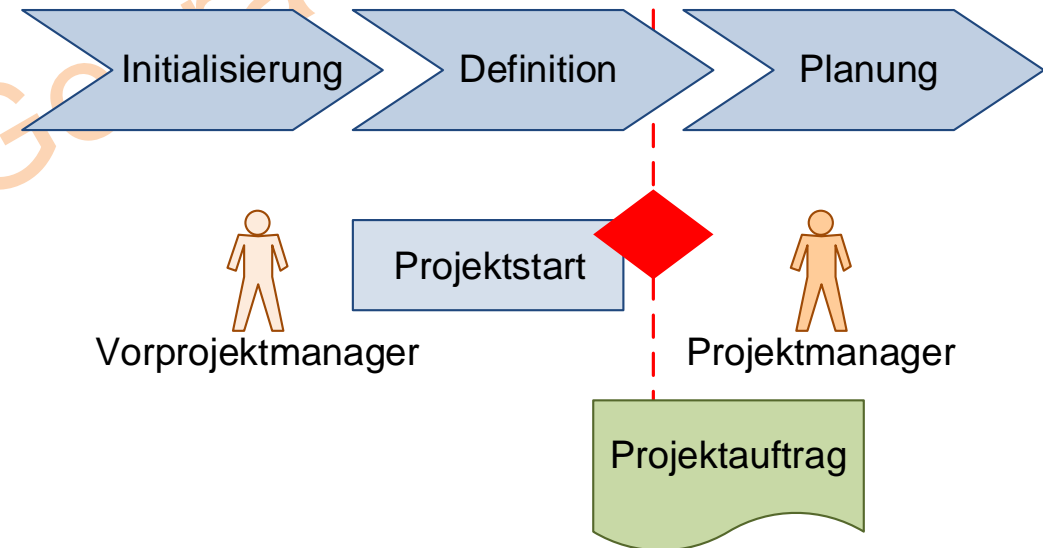 Initialisierung
Definition
Planung
Projektstart
Vorprojektmanager
Projektmanager
Projektauftrag